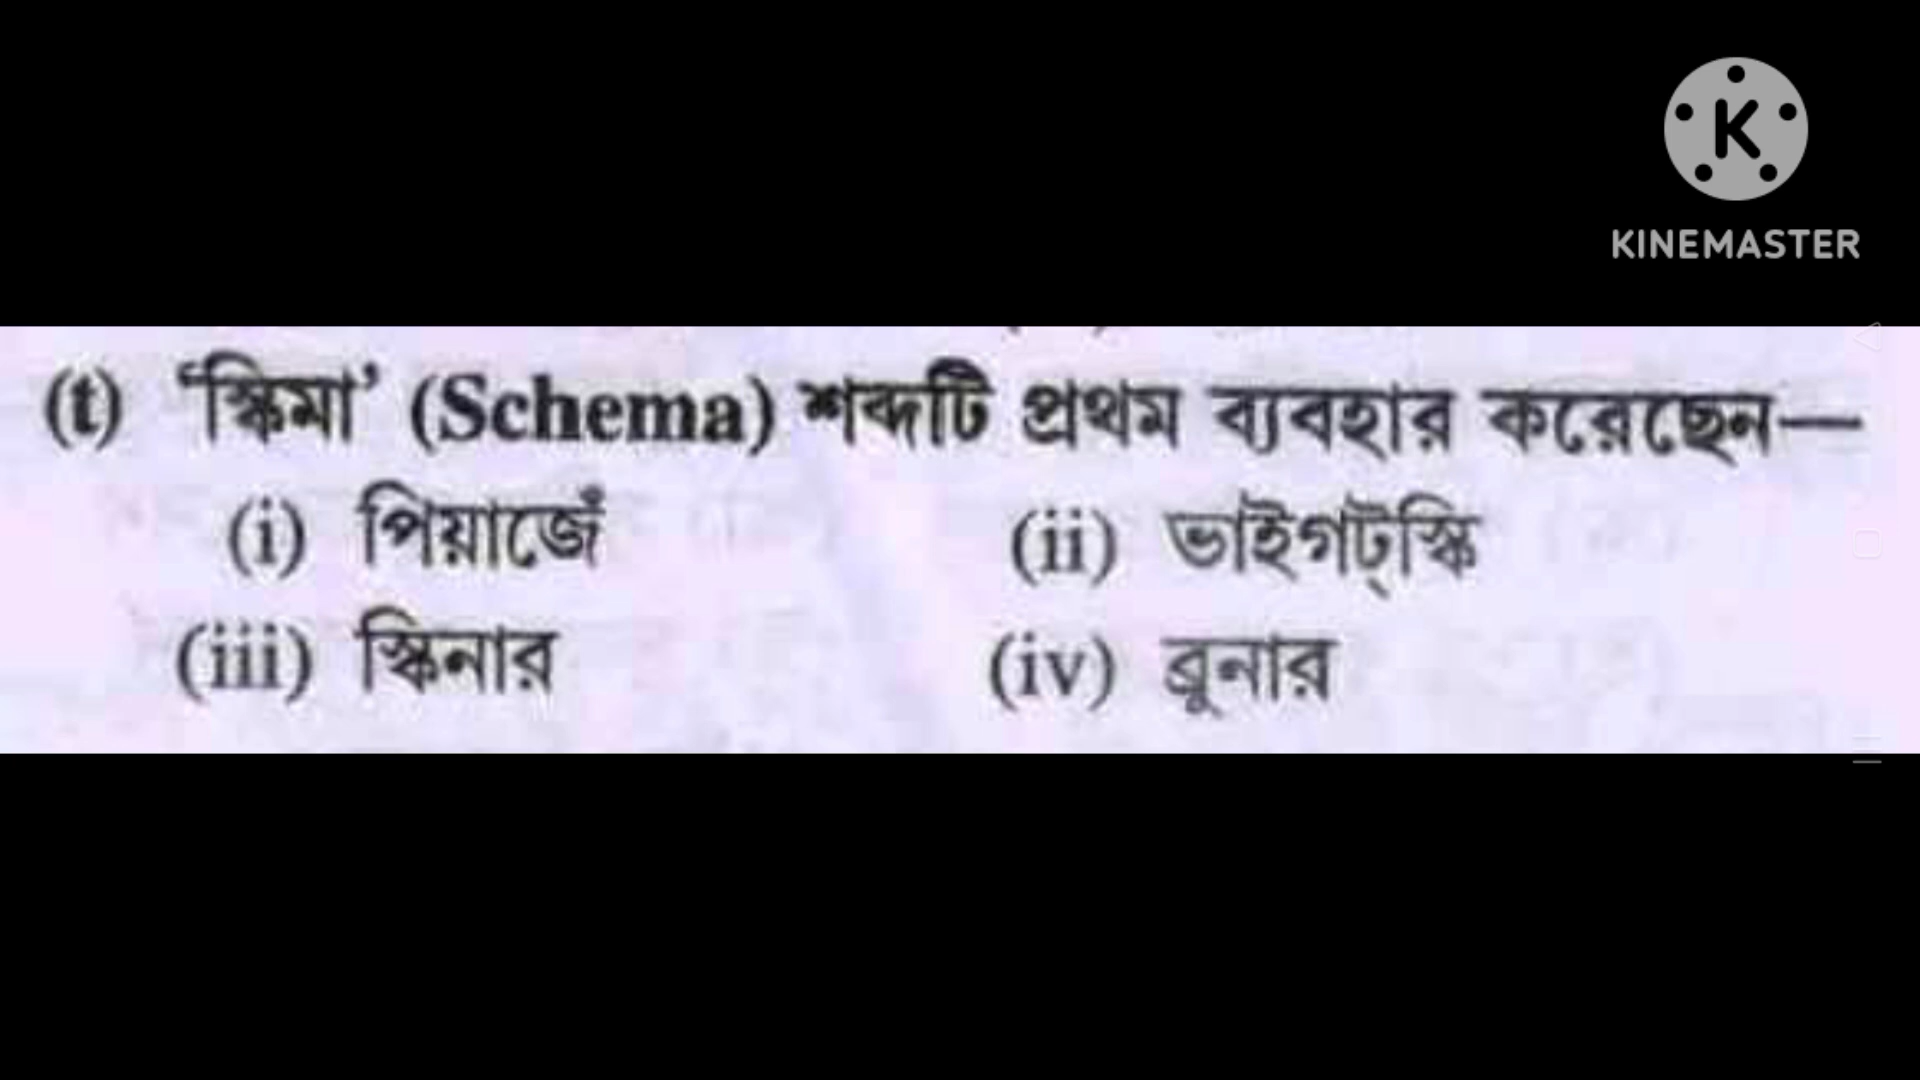 KINEMASTER
(t) ‘স্কিমা’ (Schema) শব্দটি প্রথম ব্যবহার করেছেন—
(i) পিয়াজেঁ (ii) ভাইগট্‌স্কি
(iii) স্কিনার (iv) ব্রুনার